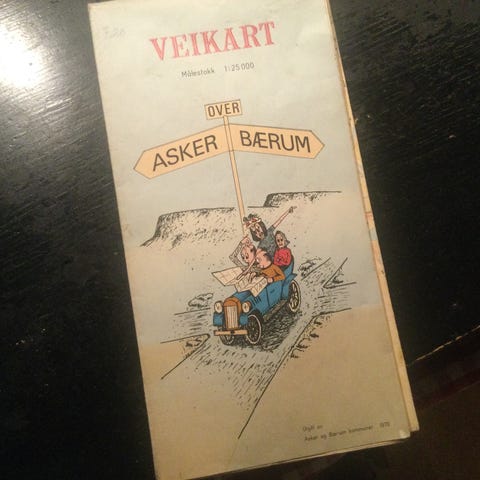 VEIKART
Målestokk 1:25 000
OVER
ASKER BÆRUM
Utgitt av
Asker og Bærum kommuner